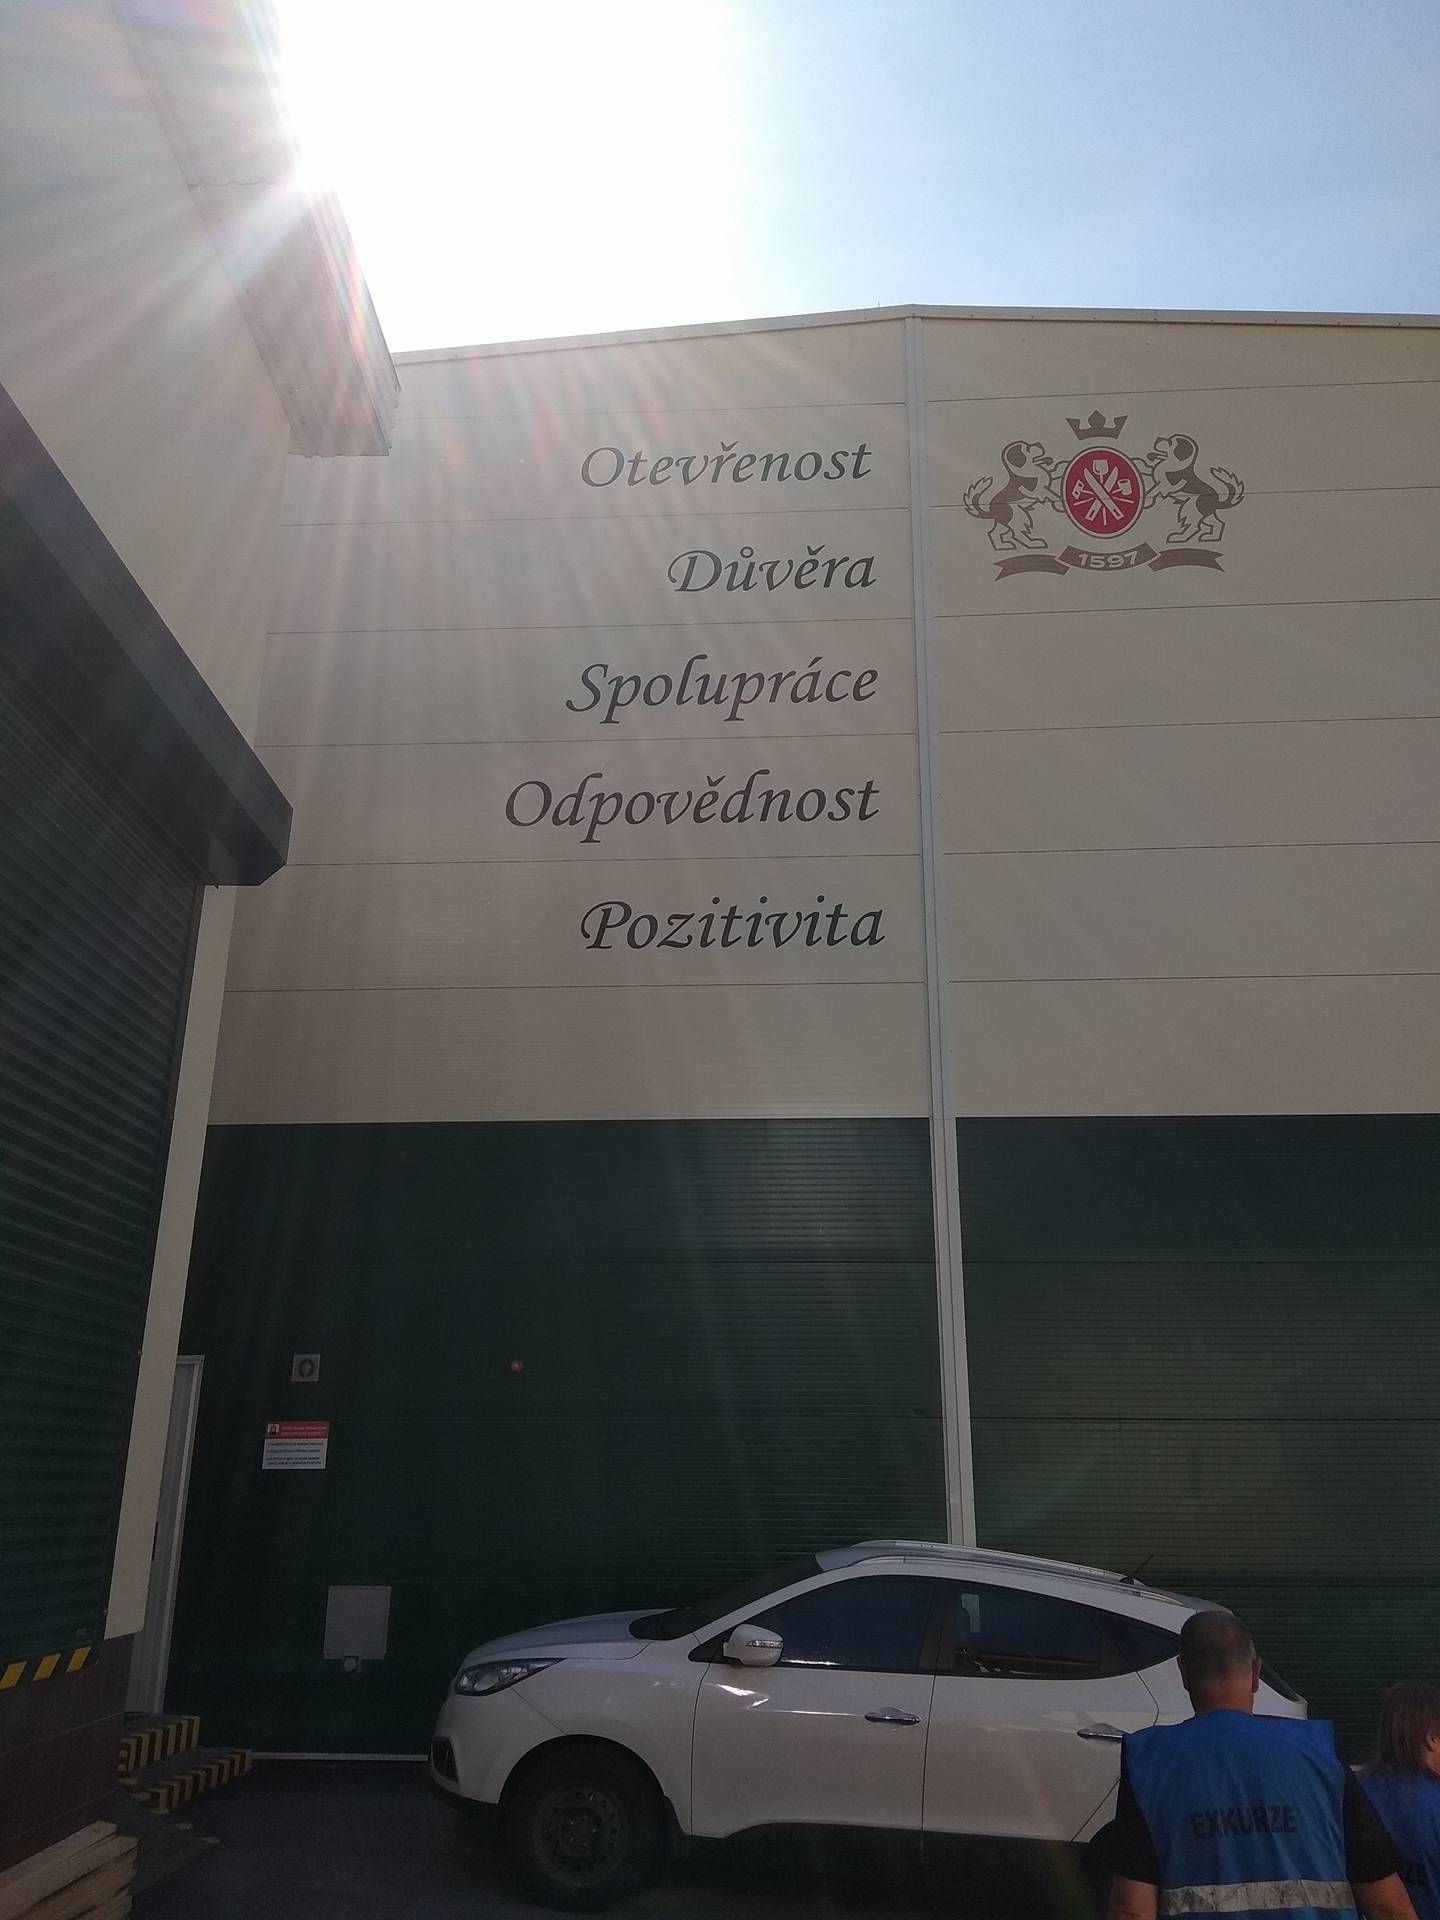 Otevřenost
Důvěra
Spolupráce
Odpovědnost
Pozitivita
1597
EXKURZE